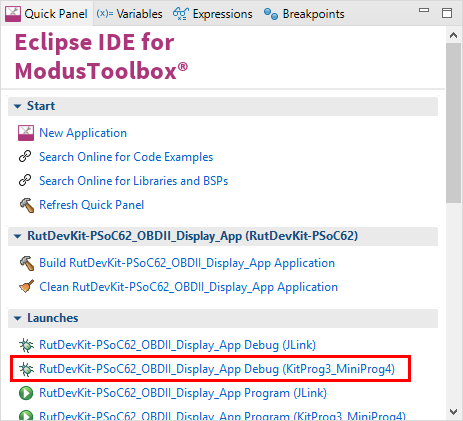 Quick Panel (x)= Variables Expressions Breakpoints
Eclipse IDE for
ModusToolbox®
Start
New Application
Search Online for Code Examples
Search Online for Libraries and BSPs
Refresh Quick Panel
RutDevKit-PSoC62_OBDII_Display_App (RutDevKit-PSoC62)
Build RutDevKit-PSoC62_OBDII_Display_App Application
Clean RutDevKit-PSoC62_OBDII_Display_App Application
Launches
RutDevKit-PSoC62_OBDII_Display_App Debug (JLink)
RutDevKit-PSoC62_OBDII_Display_App Debug (KitProg3_MiniProg4)
RutDevKit-PSoC62_OBDII_Display_App Program (JLink)
RutDevKit-PSoC62_OBDII_Display_App Program (KitProg3_MiniProg4)